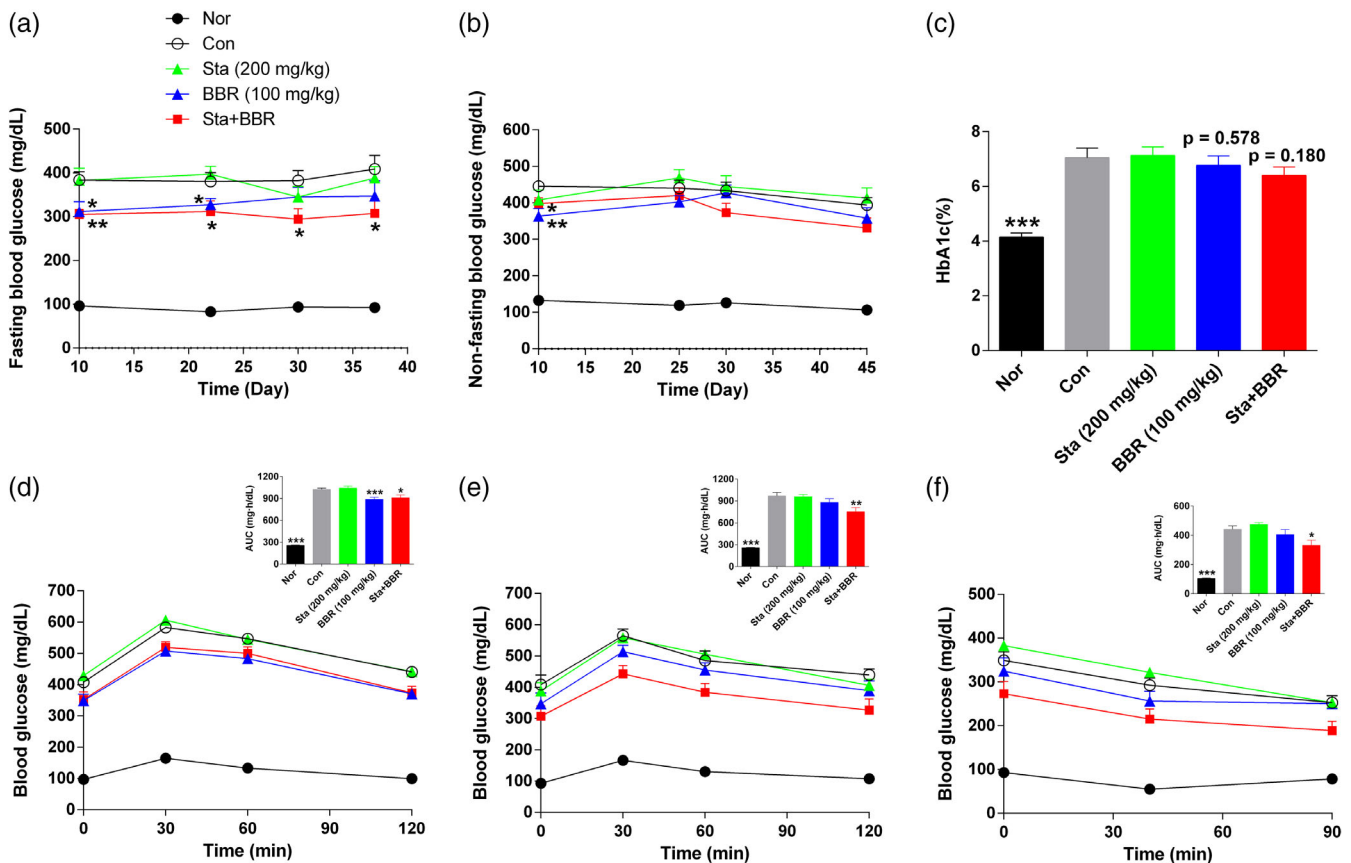 (a)
Nor
Con
Sta (200 mg/kg)
BBR (100 mg/kg)
Sta+BBR
Fasting blood glucose (mg/dL)
500
400
300
200
100
0
*
**
*
*
*
*
10 15 20 25 30 35 40
Time (Day)
(b)
Non-fasting blood glucose (mg/dL)
600
500
400
300
200
100
0
*
**
10 15 20 25 30 35 40 45
Time (Day)
(c)
HbA1c(%)
8
6
4
2
0
***
p = 0.578
p = 0.180
Nor
Con
Sta (200 mg/kg)
BBR (100 mg/kg)
Sta+BBR
(d)
AUC (mg·h/dL)
1200
900
600
300
0
***
***
*
Nor
Con
Sta (200 mg/kg)
BBR (100 mg/kg)
Sta+BBR
Blood glucose (mg/dL)
700
600
500
400
300
200
100
0
0 30 60 90 120
Time (min)
(e)
AUC (mg·h/dL)
1200
900
600
300
0
***
**
Nor
Con
Sta (200 mg/kg)
BBR (100 mg/kg)
Sta+BBR
Blood glucose (mg/dL)
700
600
500
400
300
200
100
0
0 30 60 90 120
Time (min)
(f)
AUC (mg·h/dL)
600
400
200
0
***
*
Nor
Con
Sta (200 mg/kg)
BBR (100 mg/kg)
Sta+BBR
Blood glucose (mg/dL)
500
400
300
200
100
0
0 30 60 90
Time (min)